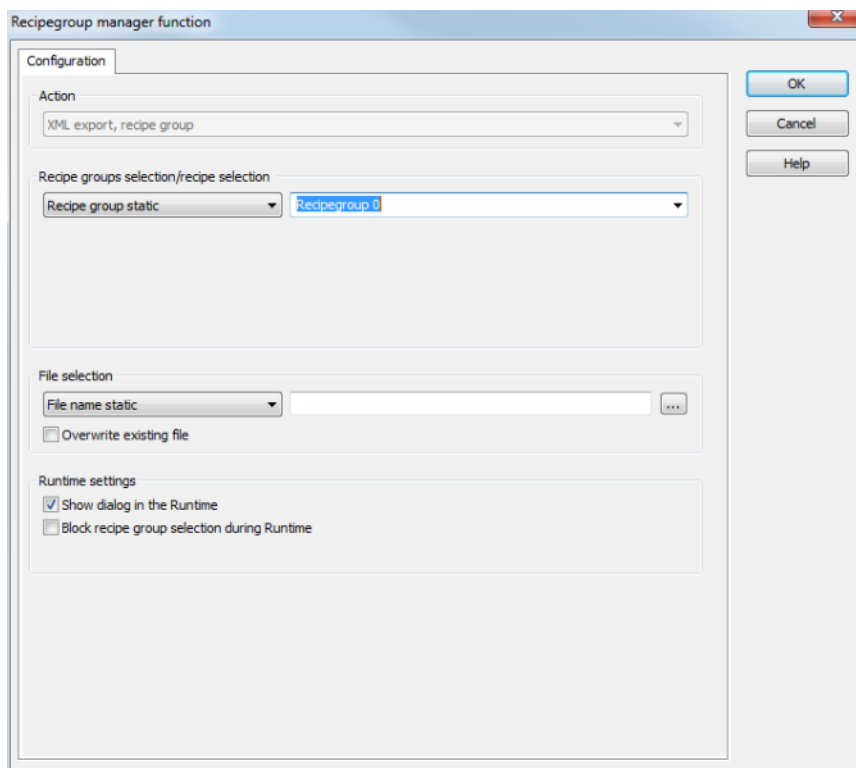 Recipegroup manager function
Configuration
OK
Action
XML export, recipe group
Cancel
Help
Recipe groups selection/recipe selection
Recipe group static Recipegroup 0
File selection
File name static ...
Overwrite existing file
Runtime settings
Show dialog in the Runtime
Block recipe group selection during Runtime